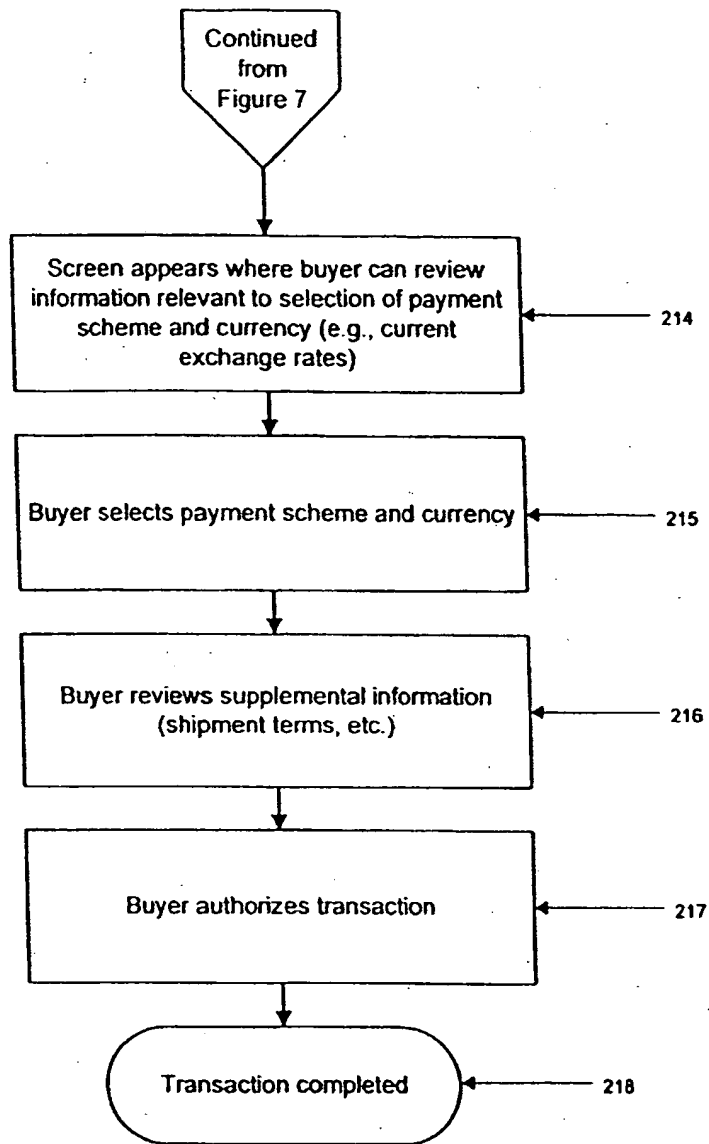 Continued
from
Figure 7
Screen appears where buyer can review
information relevant to selection of payment
scheme and currency (e.g., current
exchange rates)
214
Buyer selects payment scheme and currency
215
Buyer reviews supplemental information
(shipment terms, etc.)
216
Buyer authorizes transaction
217
Transaction completed
218